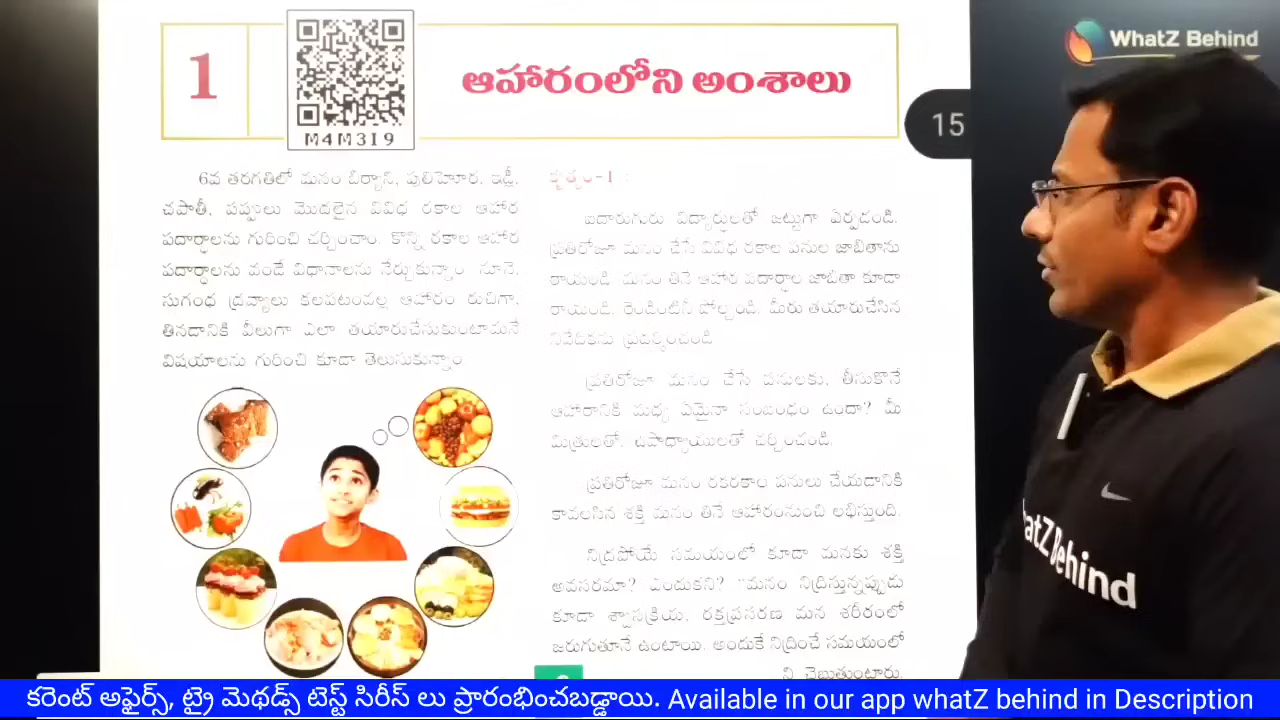 1
M4M3I9
ఆహారంలోని అంశాలు
WhatZ Behind
15
6వ తరగతిలో మనం బిర్యాని, పులిహోర, ఇడ్లీ,
చపాతీ, పప్పులు మొదలైన వివిధ రకాల ఆహార
పదార్థాలను గురించి చర్చించాం. కొన్ని రకాల ఆహార
పదార్థాలను వండే విధానాలను నేర్చుకున్నాం. నూనె,
సుగంధ ద్రవ్యాలు కలపటంవల్ల ఆహారం రుచిగా,
తినడానికి వీలుగా ఎలా తయారుచేసుకుంటామనే
విషయాలను గురించి కూడా తెలుసుకున్నాం
కృత్యం-1 :
ఐదారుగురు విద్యార్థులతో జట్టుగా ఏర్పడండి.
ప్రతిరోజూ మనం చేసే వివిధ రకాల పనుల జాబితాను
రాయండి. మనం తినే ఆహార పదార్థాల జాబితా కూడా
రాయండి. రెండింటినీ పోల్చండి. మీరు తయారుచేసిన
నివేదికను ప్రదర్శించండి
ప్రతిరోజూ మనం చేసే పనులకు, తీసుకొనే
ఆహారానికి మధ్య ఏమైనా సంబంధం ఉందా? మీ
మిత్రులతో, ఉపాధ్యాయులతో చర్చించండి.
ప్రతిరోజూ మనం రకరకాల పనులు చేయడానికి
కావలసిన శక్తి మనం తినే ఆహారంనుంచి లభిస్తుంది.
నిద్రపోయే సమయంలో కూడా మనకు శక్తి
అవసరమా? ఎందుకని? "మనం నిద్రిస్తున్నప్పుడు
కూడా శ్వాసక్రియ, రక్తప్రసరణ మన శరీరంలో
జరుగుతూనే ఉంటాయి. అందుకే నిద్రించే సమయంలో
ని చెబుతుంటారు.
WhatZ Behind
కరెంట్ అఫైర్స్, ట్రై మెథడ్స్ టెస్ట్ సిరీస్ లు ప్రారంభించబడ్డాయి. Available in our app whatZ behind in Description